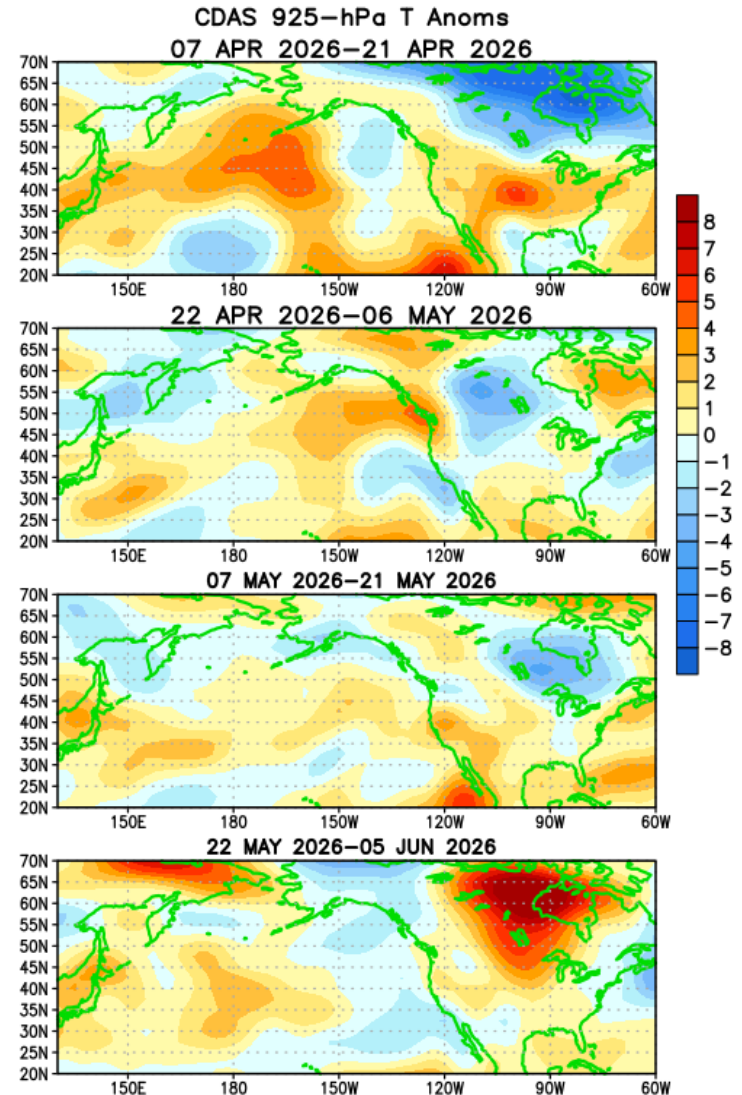 CDAS 925-hPa T Anoms
07 APR 2026-21 APR 2026
70N
65N
60N
55N
50N
45N
40N
35N
30N
25N
20N
150E 180 150W 120W 90W 60W
22 APR 2026-06 MAY 2026
70N
65N
60N
55N
50N
45N
40N
35N
30N
25N
20N
150E 180 150W 120W 90W 60W
07 MAY 2026-21 MAY 2026
70N
65N
60N
55N
50N
45N
40N
35N
30N
25N
20N
150E 180 150W 120W 90W 60W
22 MAY 2026-05 JUN 2026
70N
65N
60N
55N
50N
45N
40N
35N
30N
25N
20N
150E 180 150W 120W 90W 60W
8
7
6
5
4
3
2
1
0
-1
-2
-3
-4
-5
-6
-7
-8